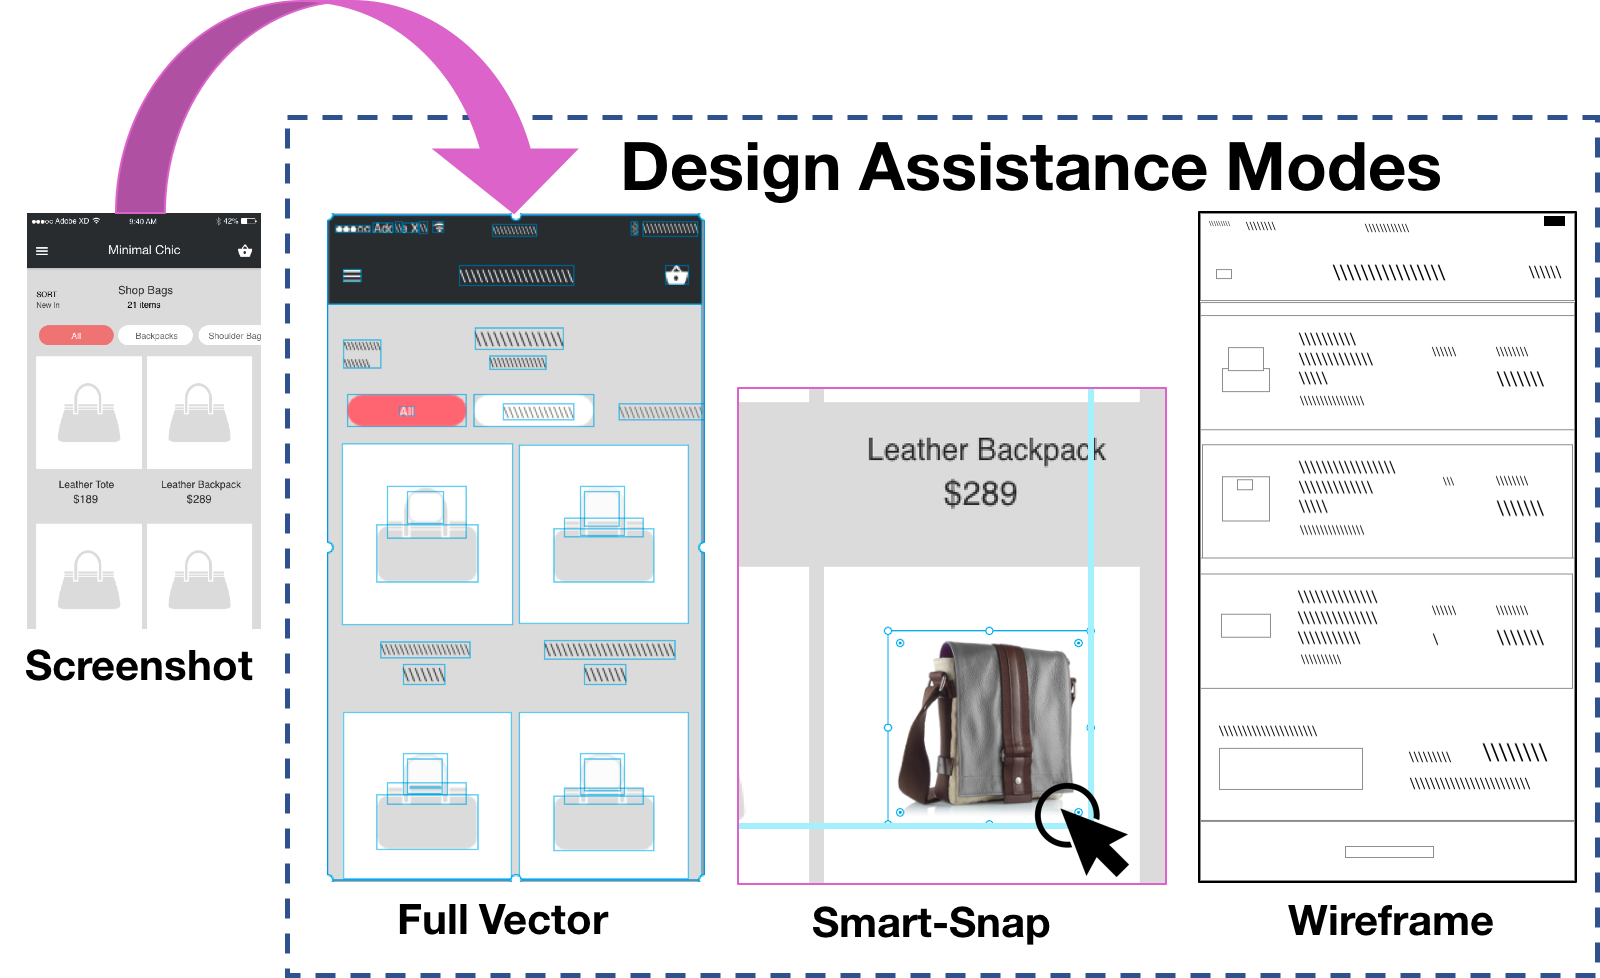 Design Assistance Modes
Adobe XD 9:40 AM 42%
Minimal Chic
SORT
New In
Shop Bags
21 items
All Backpacks Shoulder Bag
Leather Tote
$189
Leather Backpack
$289
Screenshot
All
Full Vector
Leather Backpack
$289
Smart-Snap
Wireframe